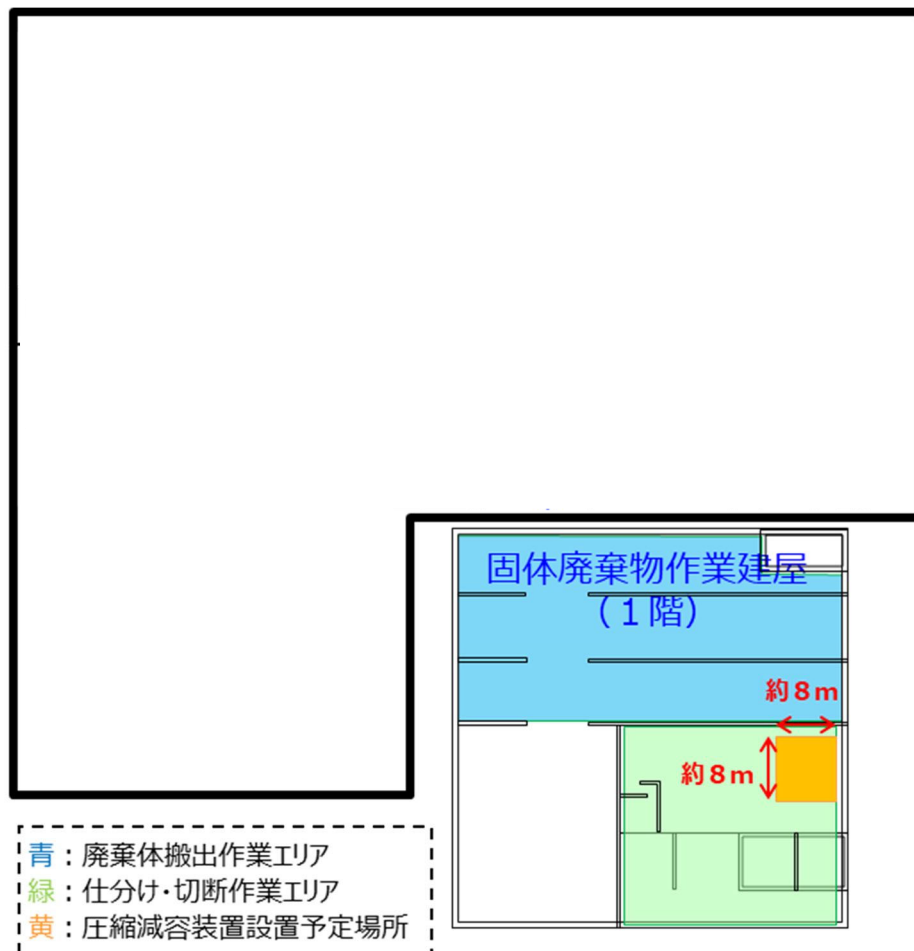 固体廃棄物作業建屋
（１階）
約８ｍ
約８ｍ
青：廃棄体搬出作業エリア
緑：仕分け・切断作業エリア
黄：圧縮減容装置設置予定場所